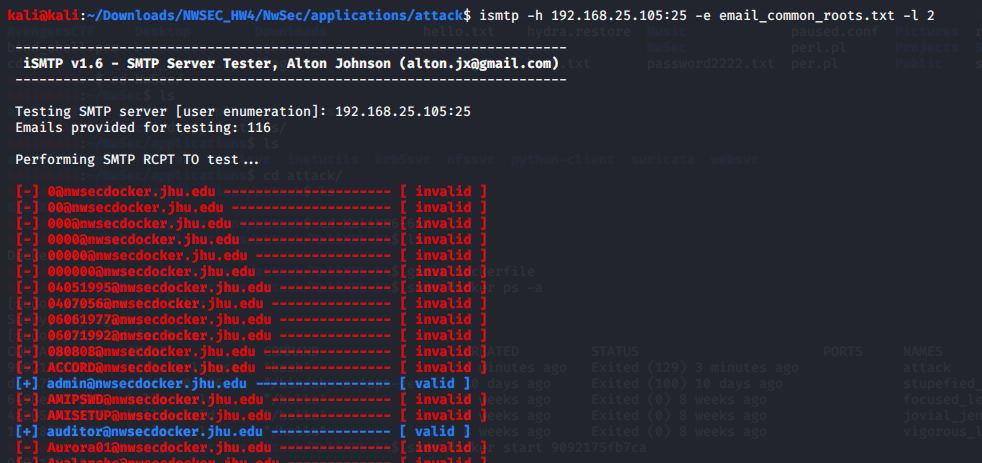 kali@kali:~/Downloads/NWSEC_HW4/NwSec/applications/attack$ ismtp -h 192.168.25.105:25 -e email_common_roots.txt -l 2
---------------------------------------------------------------------
iSMTP v1.6 - SMTP Server Tester, Alton Johnson (alton.jx@gmail.com)
---------------------------------------------------------------------
Testing SMTP server [user enumeration]: 192.168.25.105:25
Emails provided for testing: 116
Performing SMTP RCPT TO test...
[-] 0@nwsecdocker.jhu.edu --------------------- [ invalid ]
[-] 00@nwsecdocker.jhu.edu -------------------- [ invalid ]
[-] 000@nwsecdocker.jhu.edu ------------------- [ invalid ]
[-] 0000@nwsecdocker.jhu.edu ------------------ [ invalid ]
[-] 00000@nwsecdocker.jhu.edu ----------------- [ invalid ]
[-] 000000@nwsecdocker.jhu.edu ---------------- [ invalid ]
[-] 04051995@nwsecdocker.jhu.edu -------------- [ invalid ]
[-] 0407056@nwsecdocker.jhu.edu --------------- [ invalid ]
[-] 06061977@nwsecdocker.jhu.edu -------------- [ invalid ]
[-] 06071992@nwsecdocker.jhu.edu -------------- [ invalid ]
[-] 080808@nwsecdocker.jhu.edu ---------------- [ invalid ]
[-] ACCORD@nwsecdocker.jhu.edu ---------------- [ invalid ]
[+] admin@nwsecdocker.jhu.edu ----------------- [ valid ]
[-] AMIPSWD@nwsecdocker.jhu.edu --------------- [ invalid ]
[-] AMISETUP@nwsecdocker.jhu.edu -------------- [ invalid ]
[+] auditor@nwsecdocker.jhu.edu --------------- [ valid ]
[-] Aurora01@nwsecdocker.jhu.edu -------------- [ invalid ]